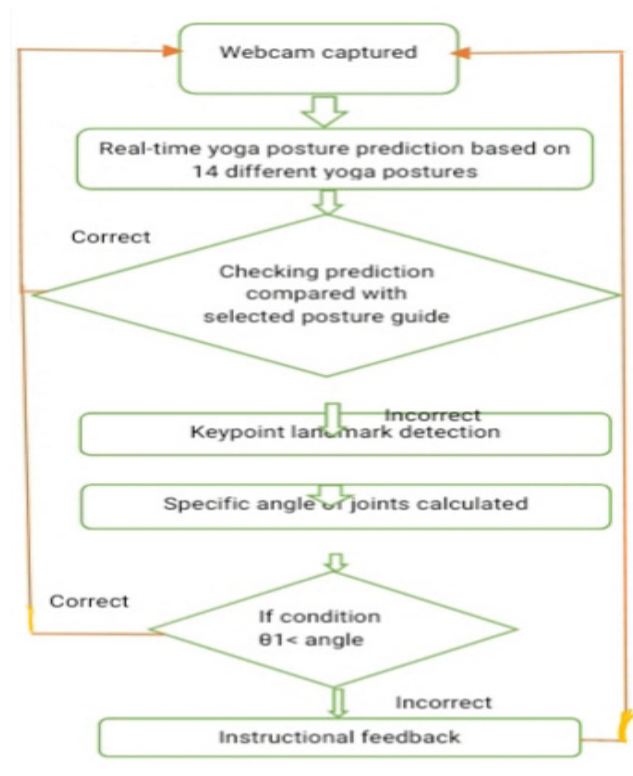 Webcam captured
Real-time yoga posture prediction based on
14 different yoga postures
Correct
Checking prediction
compared with
selected posture guide
Incorrect
Keypoint landmark detection
Specific angle of joints calculated
Correct
If condition
θ1< angle
Incorrect
Instructional feedback